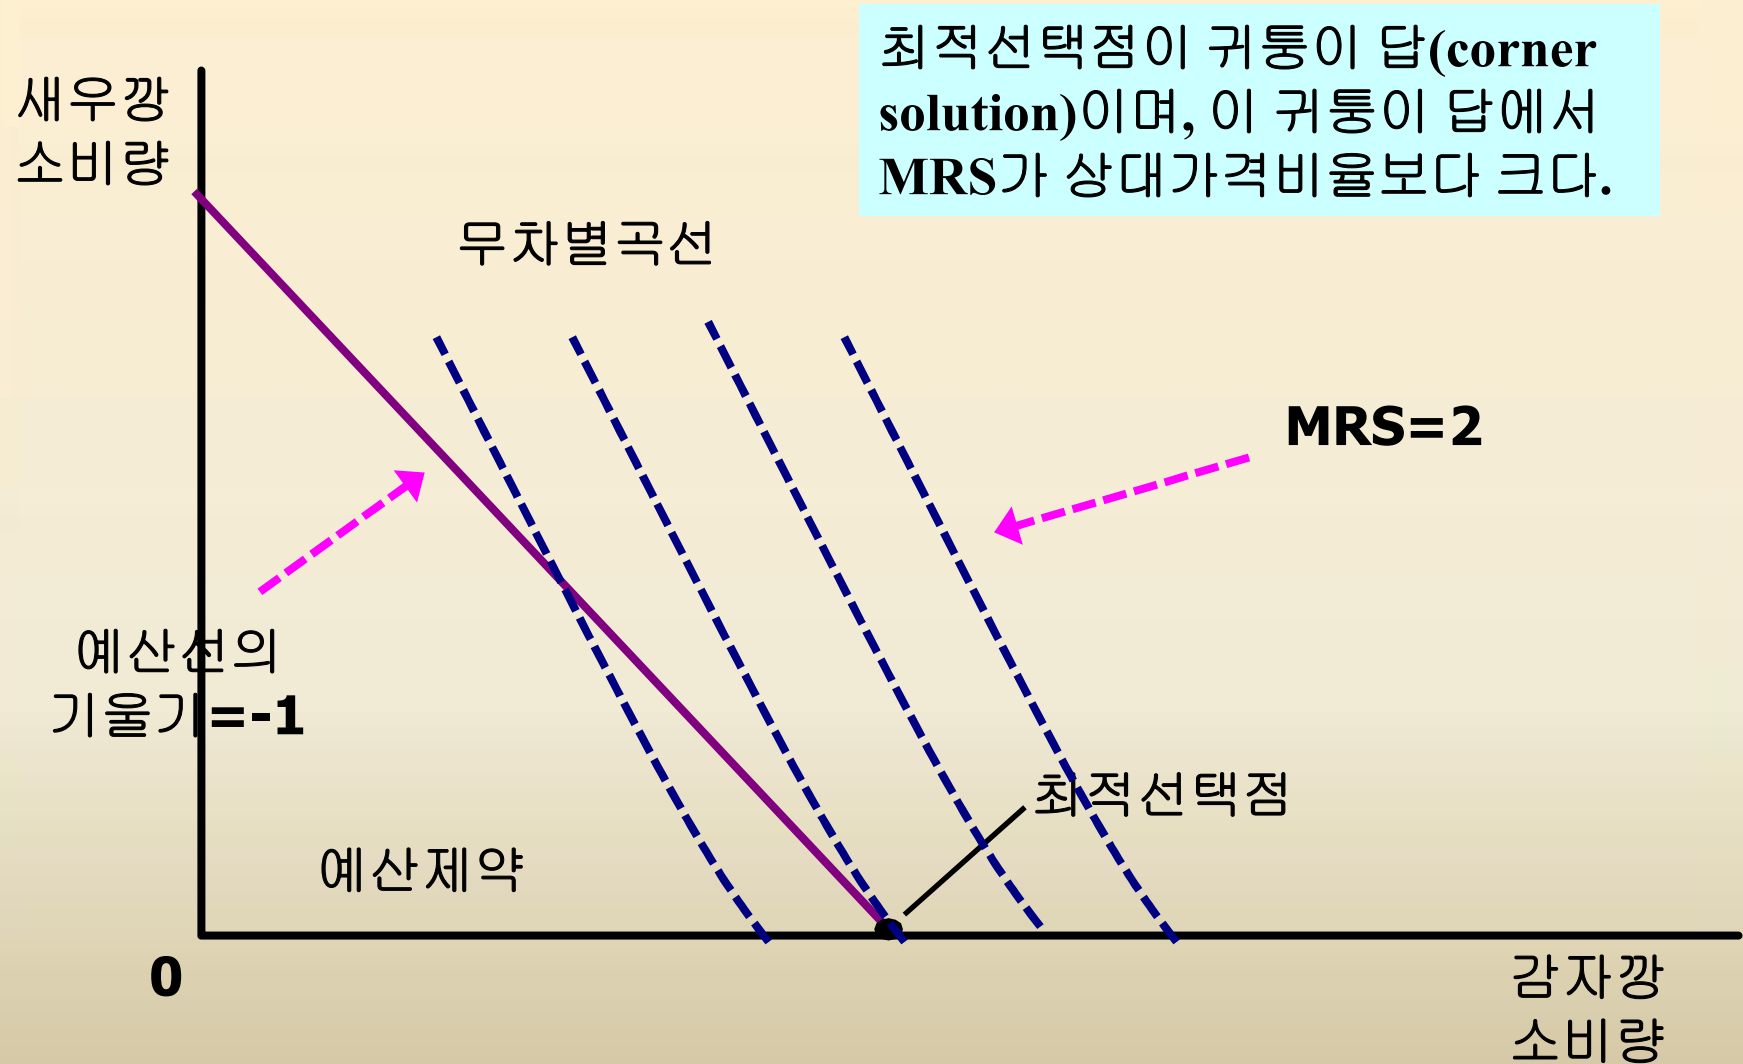 최적선택점이 귀퉁이 답(corner
solution)이며, 이 귀퉁이 답에서
MRS가 상대가격비율보다 크다.
새우깡
소비량
무차별곡선
MRS=2
예산선의
기울기=-1
최적선택점
예산제약
0
감자깡
소비량